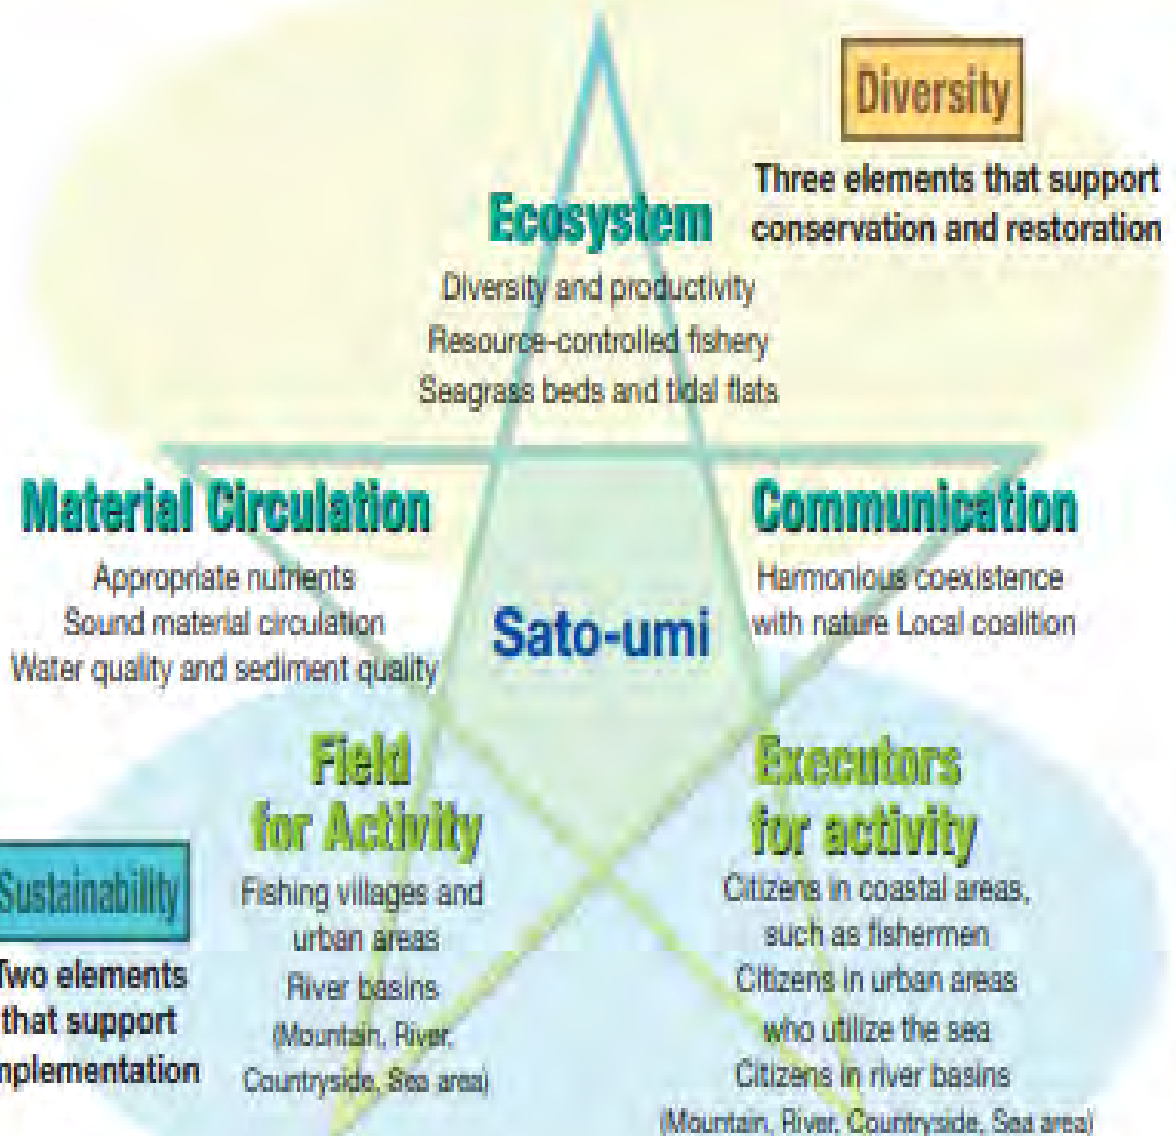 Diversity
Three elements that support
conservation and restoration
Ecosystem
Diversity and productivity
Resource-controlled fishery
Seagrass beds and tidal flats
Material Circulation
Appropriate nutrients
Sound material circulation
Water quality and sediment quality
Communication
Harmonious coexistence
with nature Local coalition
Sato-umi
Field
for Activity
Fishing villages and
urban areas
River basins
(Mountain, River,
Countryside, Sea area)
Executors
for activity
Citizens in coastal areas,
such as fishermen
Citizens in urban areas
who utilize the sea
Citizens in river basins
(Mountain, River, Countryside, Sea area)
Sustainability
Two elements
that support
mplementation